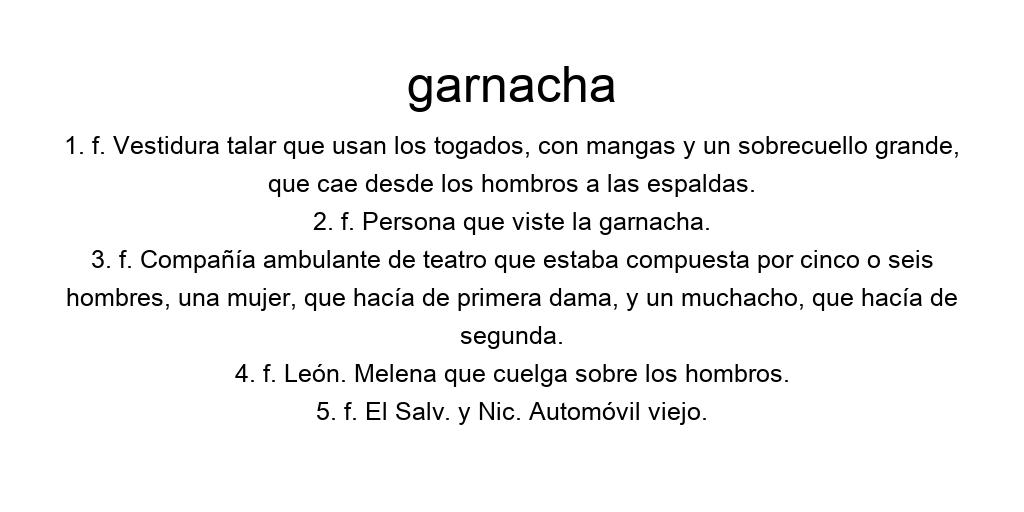 garnacha
1. f. Vestidura talar que usan los togados, con mangas y un sobrecuello grande,
que cae desde los hombros a las espaldas.
2. f. Persona que viste la garnacha.
3. f. Compañía ambulante de teatro que estaba compuesta por cinco o seis
hombres, una mujer, que hacía de primera dama, y un muchacho, que hacía de
segunda.
4. f. León. Melena que cuelga sobre los hombros.
5. f. El Salv. y Nic. Automóvil viejo.